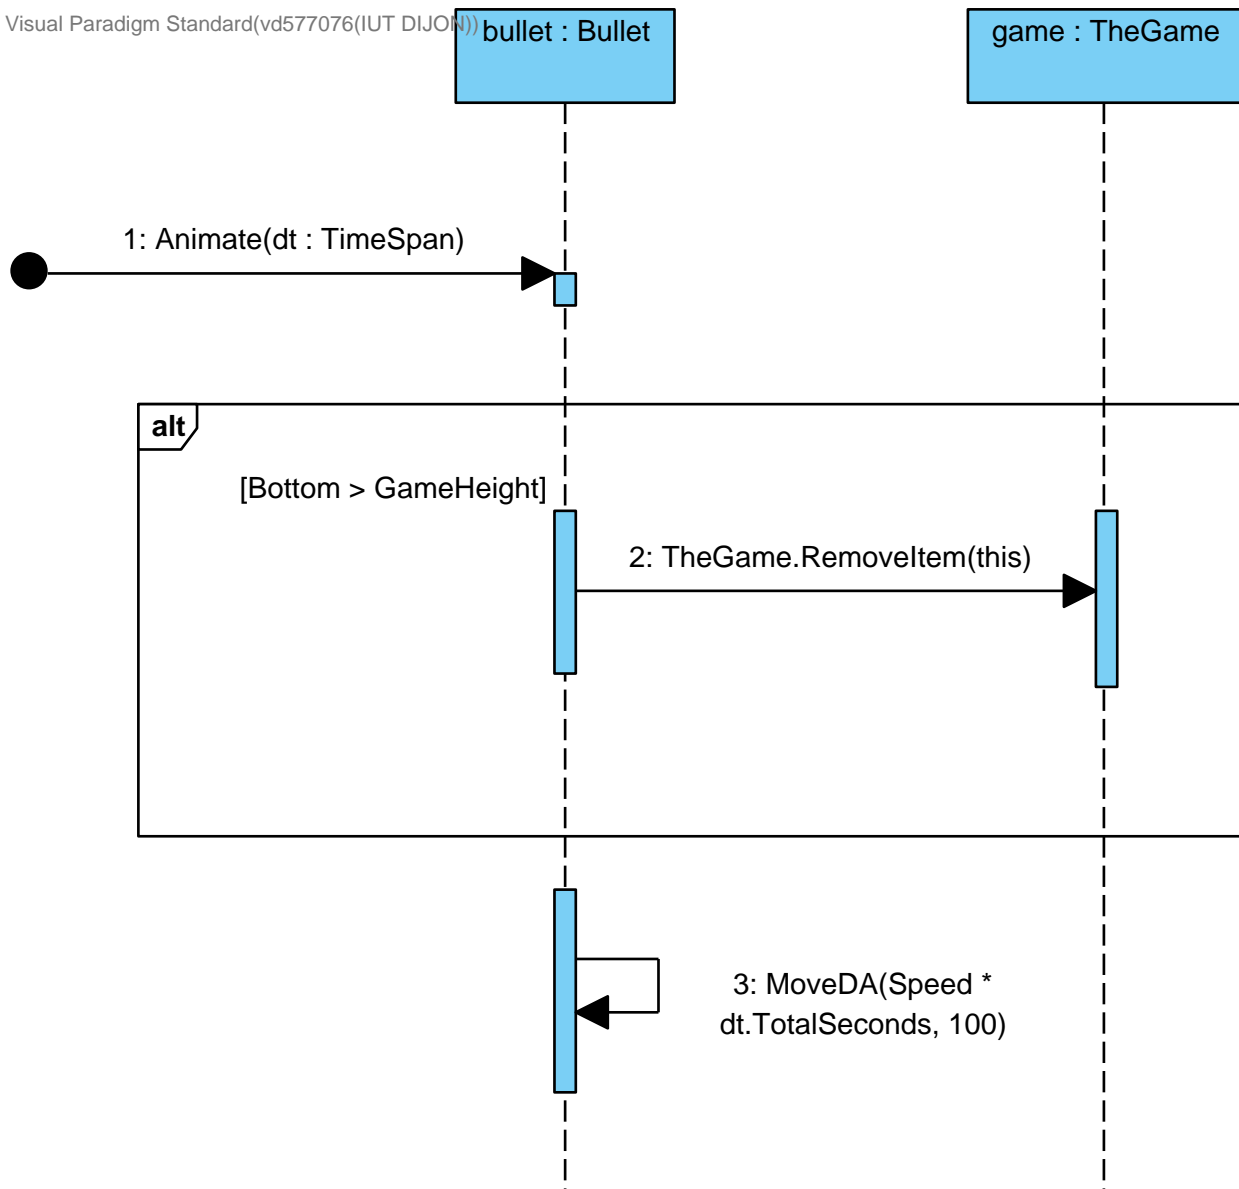 Visual Paradigm Standard(vd577076(IUT DIJON))
bullet : Bullet
game : TheGame
1: Animate(dt : TimeSpan)
alt
[Bottom > GameHeight]
2: TheGame.RemoveItem(this)
3: MoveDA(Speed *
dt.TotalSeconds, 100)